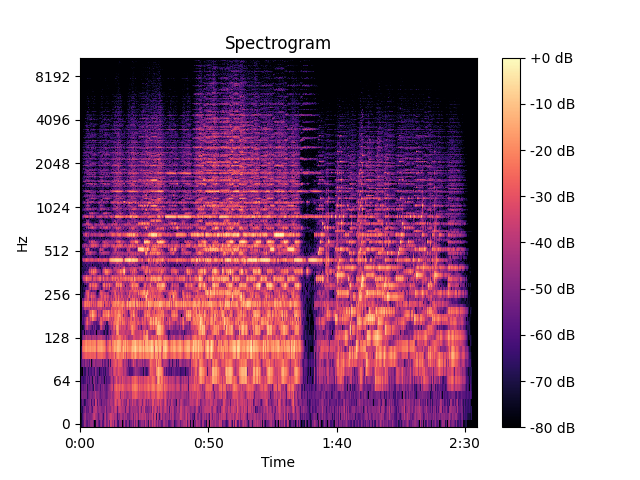 Spectrogram
8192
4096
2048
1024
512
256
128
64
0
Hz
0:00
0:50
1:40
2:30
Time
+0 dB
-10 dB
-20 dB
-30 dB
-40 dB
-50 dB
-60 dB
-70 dB
-80 dB